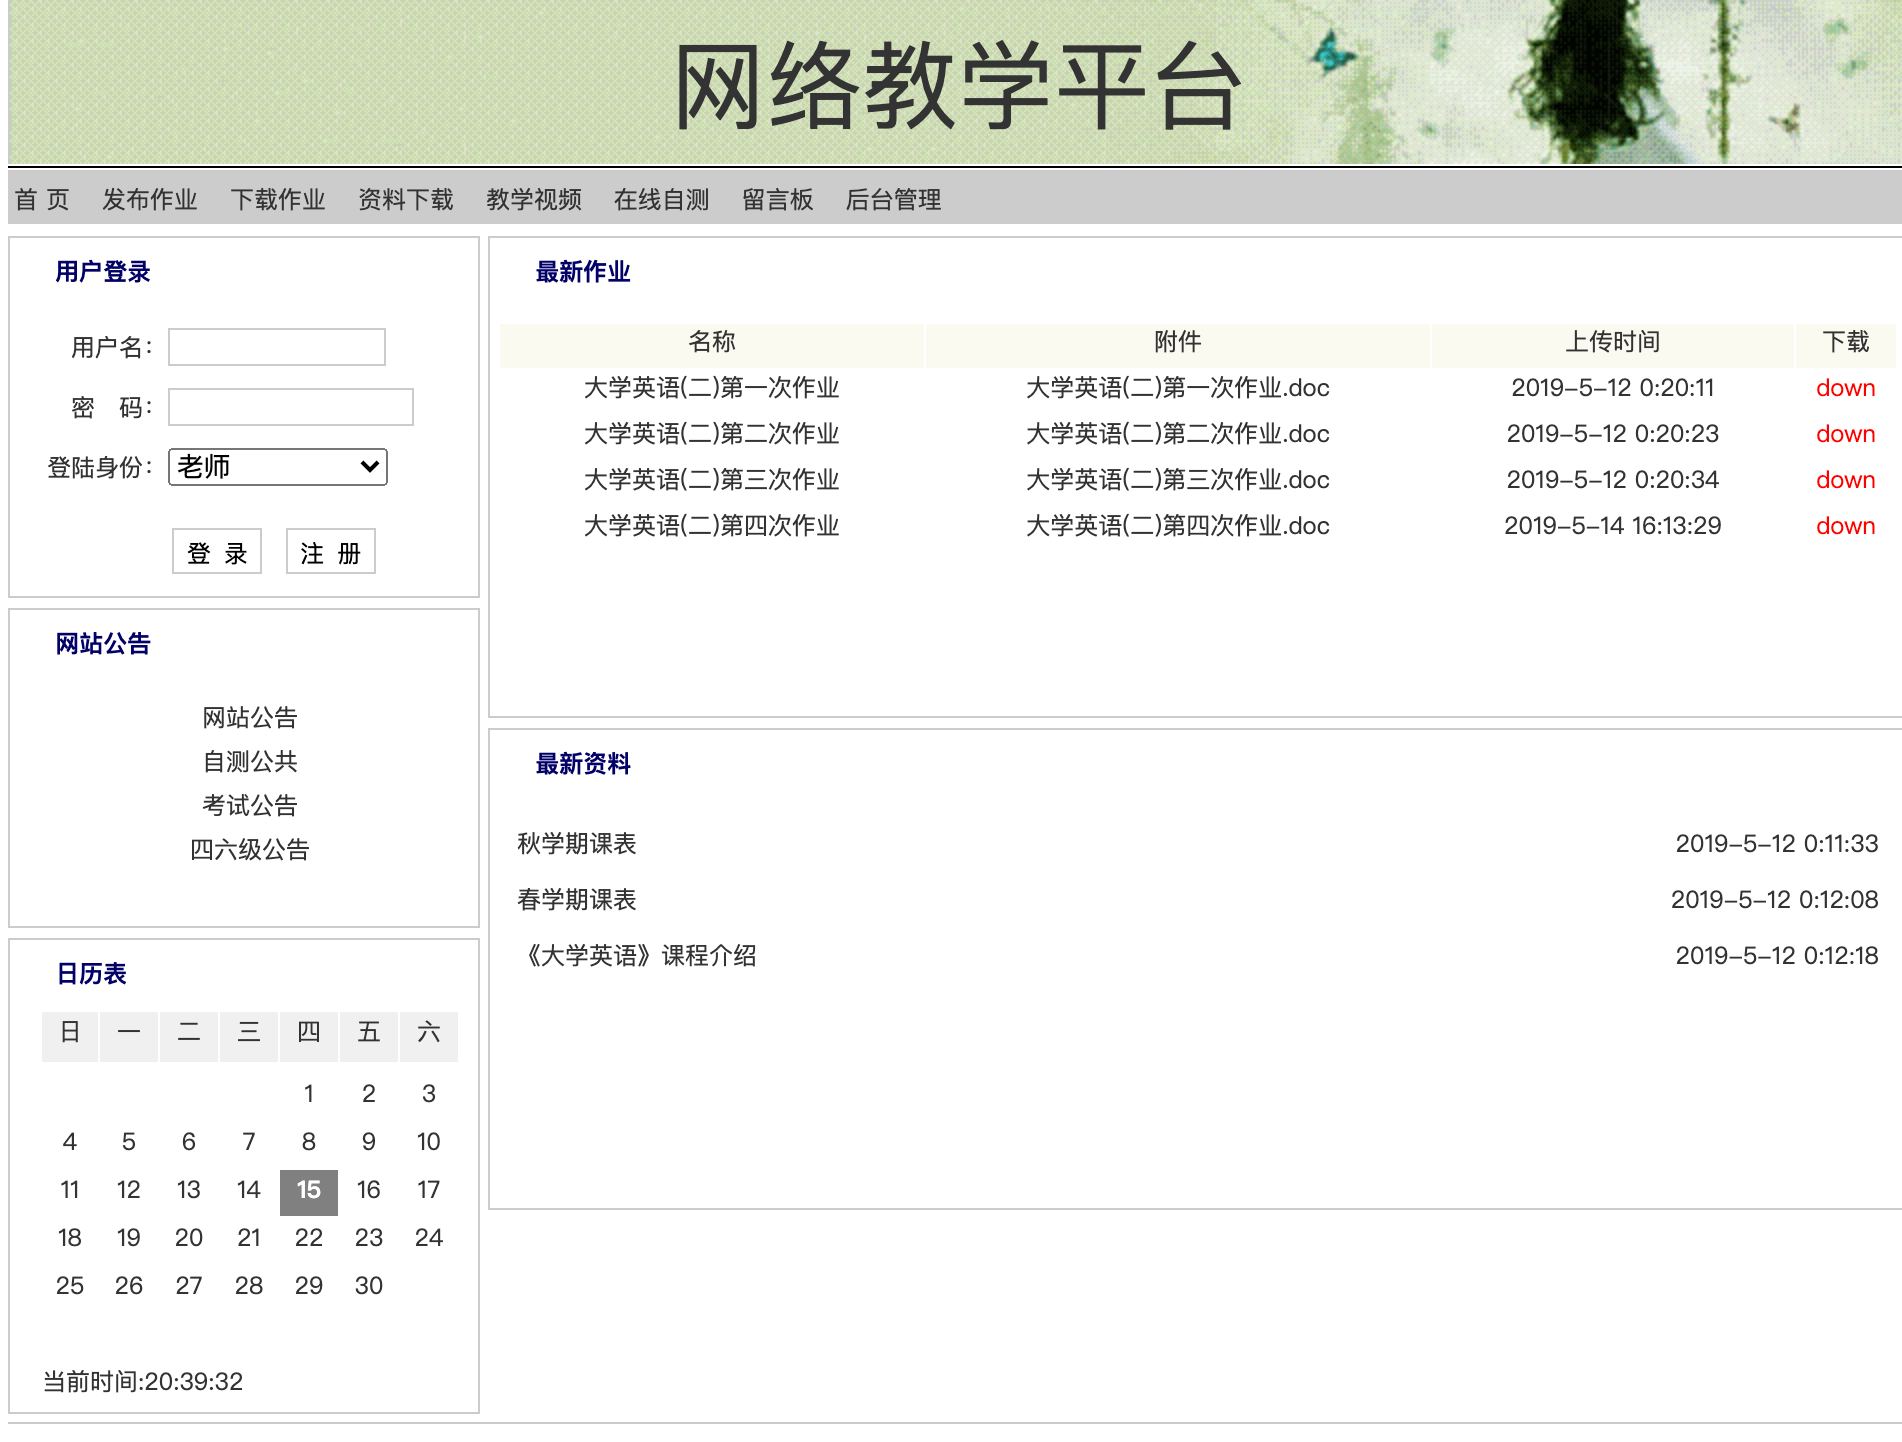 网络教学平台
首 页 发布作业 下载作业 资料下载 教学视频 在线自测 留言板 后台管理
用户登录
用户名：
密 码：
登陆身份： 老师
登 录 注 册
网站公告
网站公告
自测公共
考试公告
四六级公告
日历表
日 一 二 三 四 五 六
1 2 3
4 5 6 7 8 9 10
11 12 13 14 15 16 17
18 19 20 21 22 23 24
25 26 27 28 29 30
当前时间:20:39:32
最新作业
名称 附件 上传时间 下载
大学英语(二)第一次作业 大学英语(二)第一次作业.doc 2019-5-12 0:20:11 down
大学英语(二)第二次作业 大学英语(二)第二次作业.doc 2019-5-12 0:20:23 down
大学英语(二)第三次作业 大学英语(二)第三次作业.doc 2019-5-12 0:20:34 down
大学英语(二)第四次作业 大学英语(二)第四次作业.doc 2019-5-14 16:13:29 down
最新资料
秋学期课表 2019-5-12 0:11:33
春学期课表 2019-5-12 0:12:08
《大学英语》课程介绍 2019-5-12 0:12:18